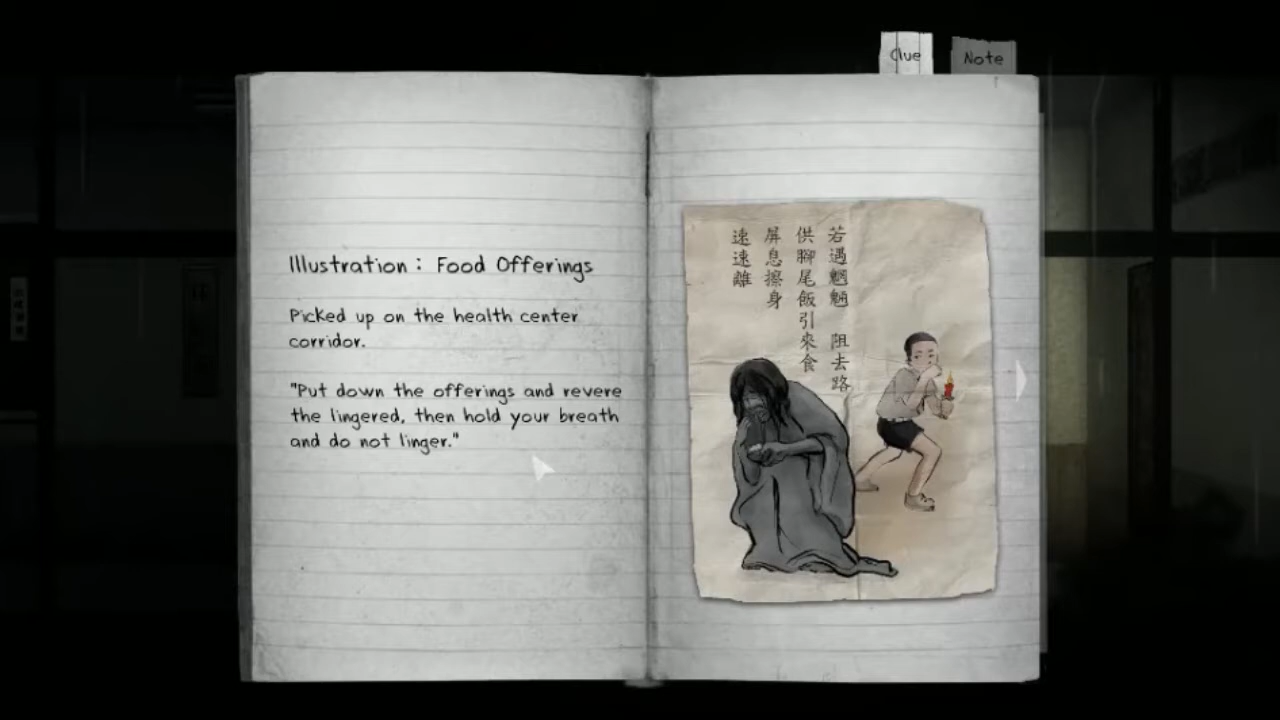 Clue
Note
Illustration : Food Offerings
Picked up on the health center
corridor.
"Put down the offerings and revere
the lingered, then hold your breath
and do not linger."
若遇魍魎 阻去路
供腳尾飯引來食
屏息擦身
速速離